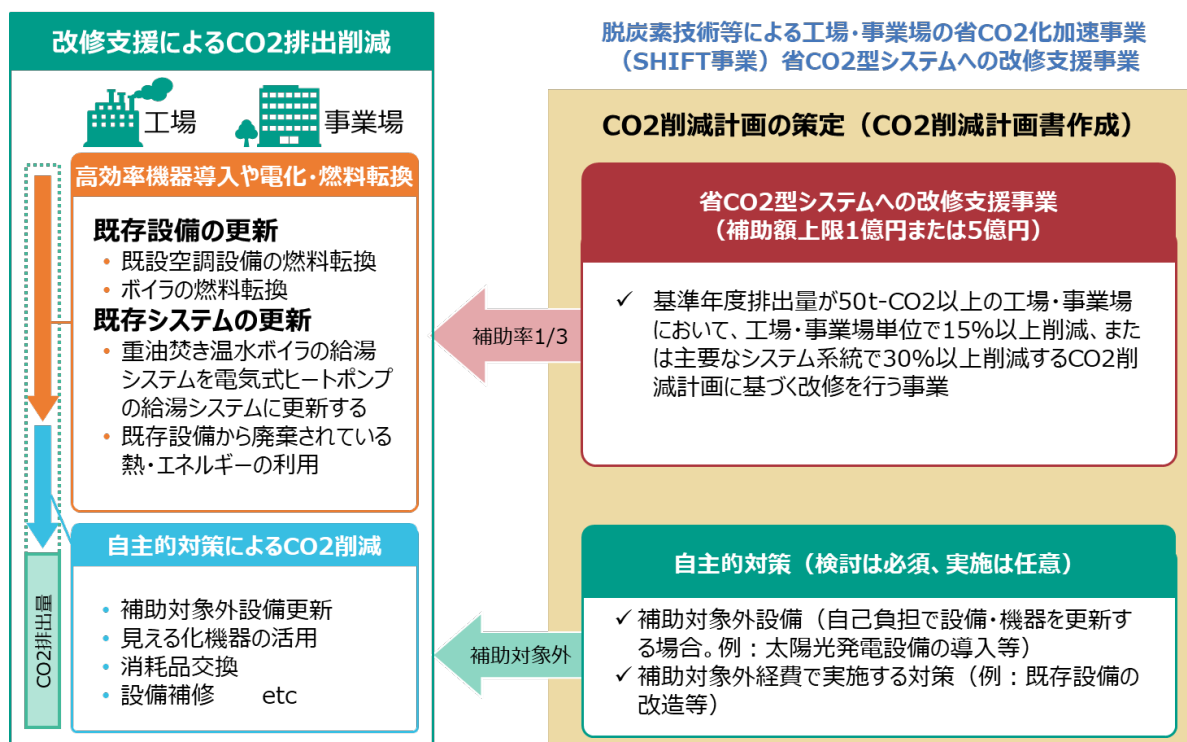 改修支援によるCO2排出削減
工場
事業場
高効率機器導入や電化・燃料転換
既存設備の更新
• 既設空調設備の燃料転換
• ボイラの燃料転換
既存システムの更新
• 重油焚き温水ボイラの給湯
システムを電気式ヒートポンプ
の給湯システムに更新する
• 既存設備から廃棄されている
熱・エネルギーの利用
自主的対策によるCO2削減
• 補助対象外設備更新
• 見える化機器の活用
• 消耗品交換
• 設備補修 etc
CO2排出量
補助率1/3
補助対象外
脱炭素技術等による工場・事業場の省CO2化加速事業
（SHIFT事業）省CO2型システムへの改修支援事業
CO2削減計画の策定（CO2削減計画書作成）
省CO2型システムへの改修支援事業
（補助額上限1億円または5億円）
✓ 基準年度排出量が50t-CO2以上の工場・事業場
において、工場・事業場単位で15%以上削減、また
は主要なシステム系統で30%以上削減するCO2削
減計画に基づく改修を行う事業
自主的対策（検討は必須、実施は任意）
✓ 補助対象外設備（自己負担で設備・機器を更新す
る場合。例：太陽光発電設備の導入等）
✓ 補助対象外経費で実施する対策（例：既存設備の
改造等）